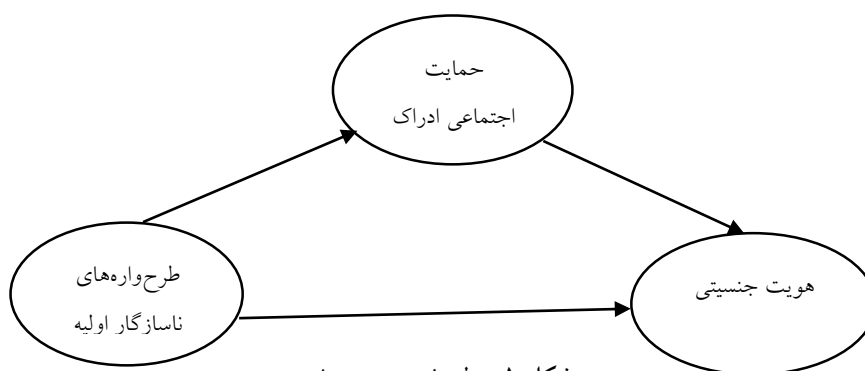 حمایت
اجتماعی ادراک
طرح‌واره‌های
ناسازگار اولیه
هویت جنسیتی